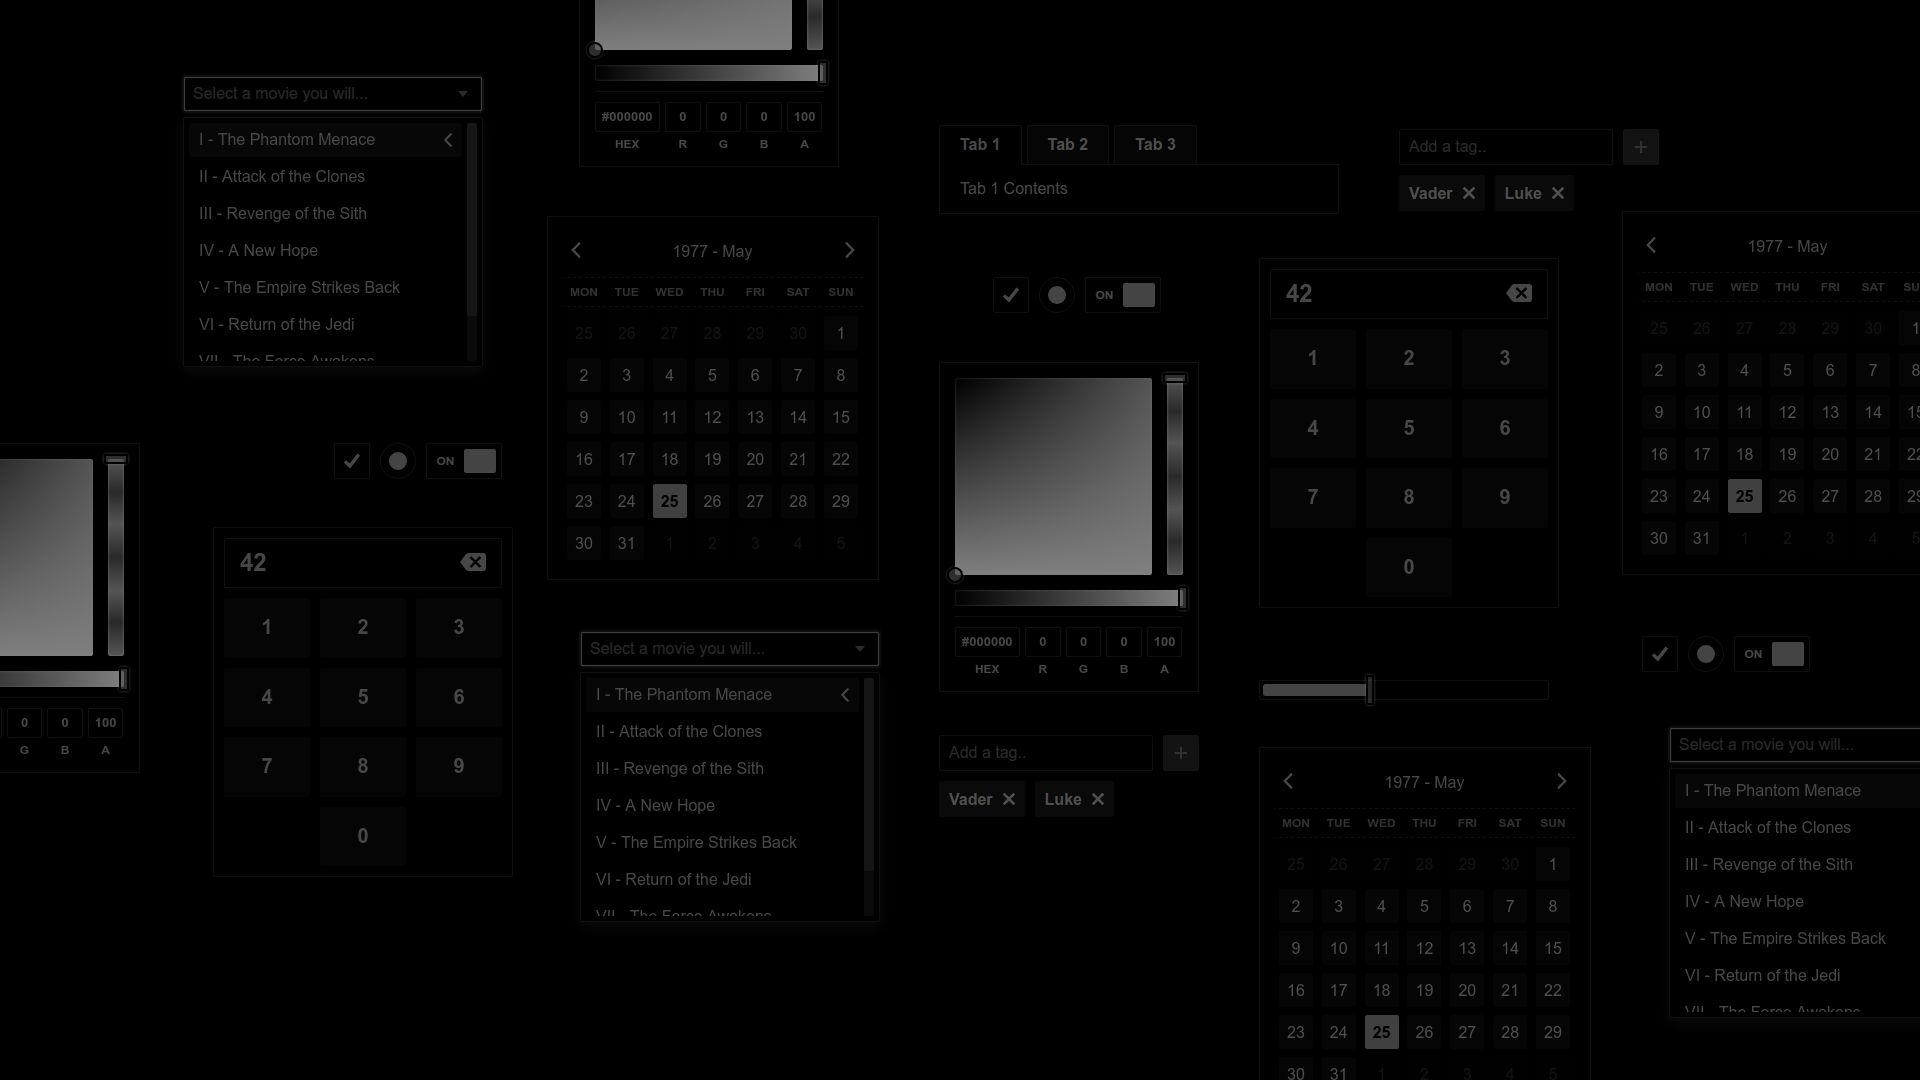 Select a movie you will...
I - The Phantom Menace
II - Attack of the Clones
III - Revenge of the Sith
IV - A New Hope
V - The Empire Strikes Back
VI - Return of the Jedi
VII - The Force Awakens
#000000 0 0 0 100
HEX R G B A
Tab 1 Tab 2 Tab 3
Tab 1 Contents
Add a tag..
Vader Luke
1977 - May
MON TUE WED THU FRI SAT SUN
25 26 27 28 29 30 1
2 3 4 5 6 7 8
9 10 11 12 13 14 15
16 17 18 19 20 21 22
23 24 25 26 27 28 29
30 31 1 2 3 4 5
ON
42
1 2 3
4 5 6
7 8 9
0
1977 - May
MON TUE WED THU FRI SAT SU
25 26 27 28 29 30 1
2 3 4 5 6 7 8
9 10 11 12 13 14 15
16 17 18 19 20 21 22
23 24 25 26 27 28 29
30 31 1 2 3 4 5
ON
0 0 100
G B A
42
1 2 3
4 5 6
7 8 9
0
Select a movie you will...
I - The Phantom Menace
II - Attack of the Clones
III - Revenge of the Sith
IV - A New Hope
V - The Empire Strikes Back
VI - Return of the Jedi
VII - The Force Awakens
#000000 0 0 0 100
HEX R G B A
Add a tag..
Vader Luke
ON
1977 - May
MON TUE WED THU FRI SAT SUN
25 26 27 28 29 30 1
2 3 4 5 6 7 8
9 10 11 12 13 14 15
16 17 18 19 20 21 22
23 24 25 26 27 28 29
30 31 1 2 3 4 5
Select a movie you will...
I - The Phantom Menace
II - Attack of the Clones
III - Revenge of the Sith
IV - A New Hope
V - The Empire Strikes Back
VI - Return of the Jedi
VII - The Force Awakens